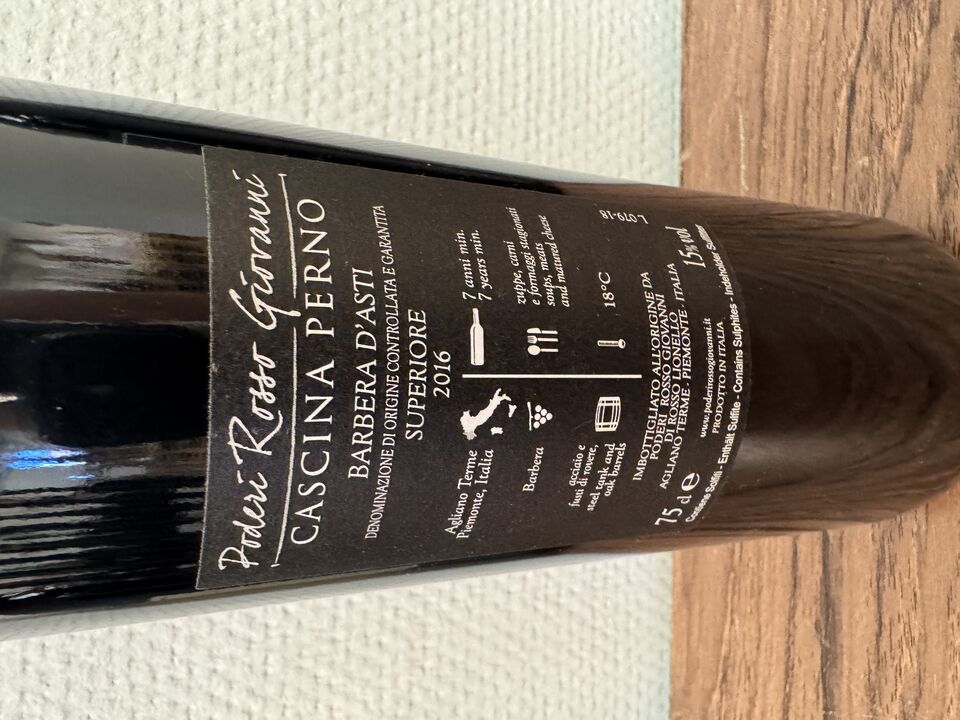 Poderi Rosso Giovanni
CASCINA PERNO
BARBERA D'ASTI
DENOMINAZIONE DI ORIGINE CONTROLLATA E GARANTITA
SUPERIORE
2016
Agliano Terme
Piemonte, Italia
7 anni min.
7 years min.
Barbera
zuppe, carni
e formaggi stagionati
soups, meats
and matured cheese
acciaio e
fusti di rovere,
steel tank and
oak barrels
18°C
L 079-18
IMBOTTIGLIATO ALL'ORIGINE DA
PODERI ROSSO GIOVANNI
DI ROSSO LIONELLO
AGLIANO TERME - PIEMONTE - ITALIA
75 cl e
www.poderirossogiovanni.it
PRODOTTO IN ITALIA
15% vol
Contiene Solfiti - Enthält Sulfite - Contains Sulphites - Indeholder Sulfitter